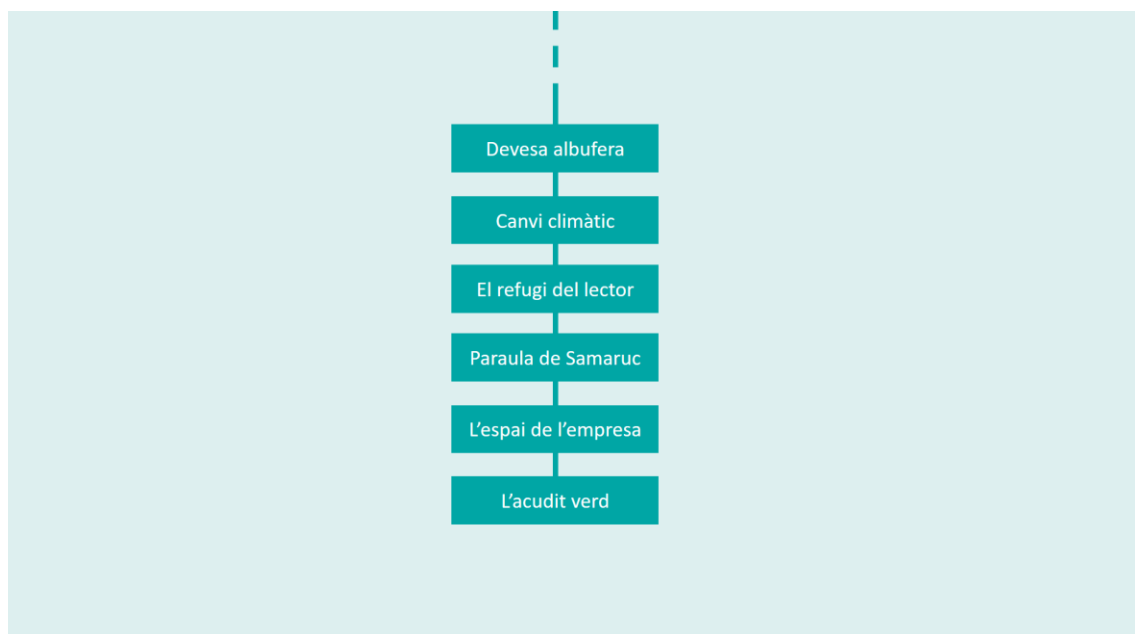 Devesa albufera
Canvi climàtic
El refugi del lector
Paraula de Samaruc
L’espai de l’empresa
L’acudit verd